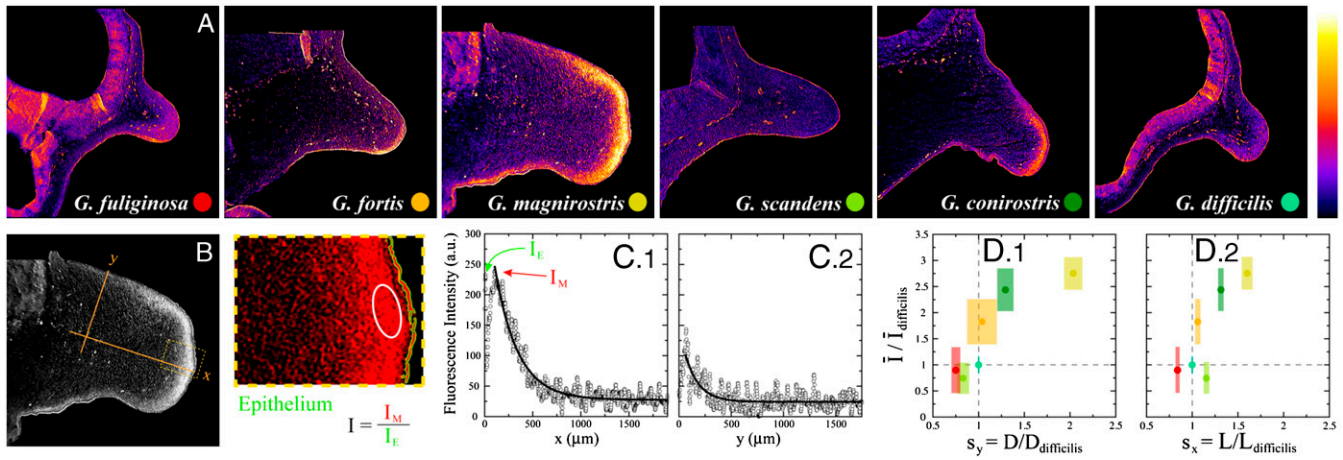 A
G. fuliginosa
G. fortis
G. magnirostris
G. scandens
G. conirostris
G. difficilis
B
y
x
Epithelium
I = I_M / I_E
C.1
Fluorescence Intensity (a.u.)
I_E
I_M
300
250
200
150
100
50
0
0 500 1000 1500
x (μm)
C.2
0 500 1000 1500
y (μm)
D.1
Ī / Ī_difficilis
3.5
3
2.5
2
1.5
1
0.5
0
0.5 1 1.5 2 2.5
s_y = D/D_difficilis
D.2
0.5 1 1.5 2 2.5
s_x = L/L_difficilis